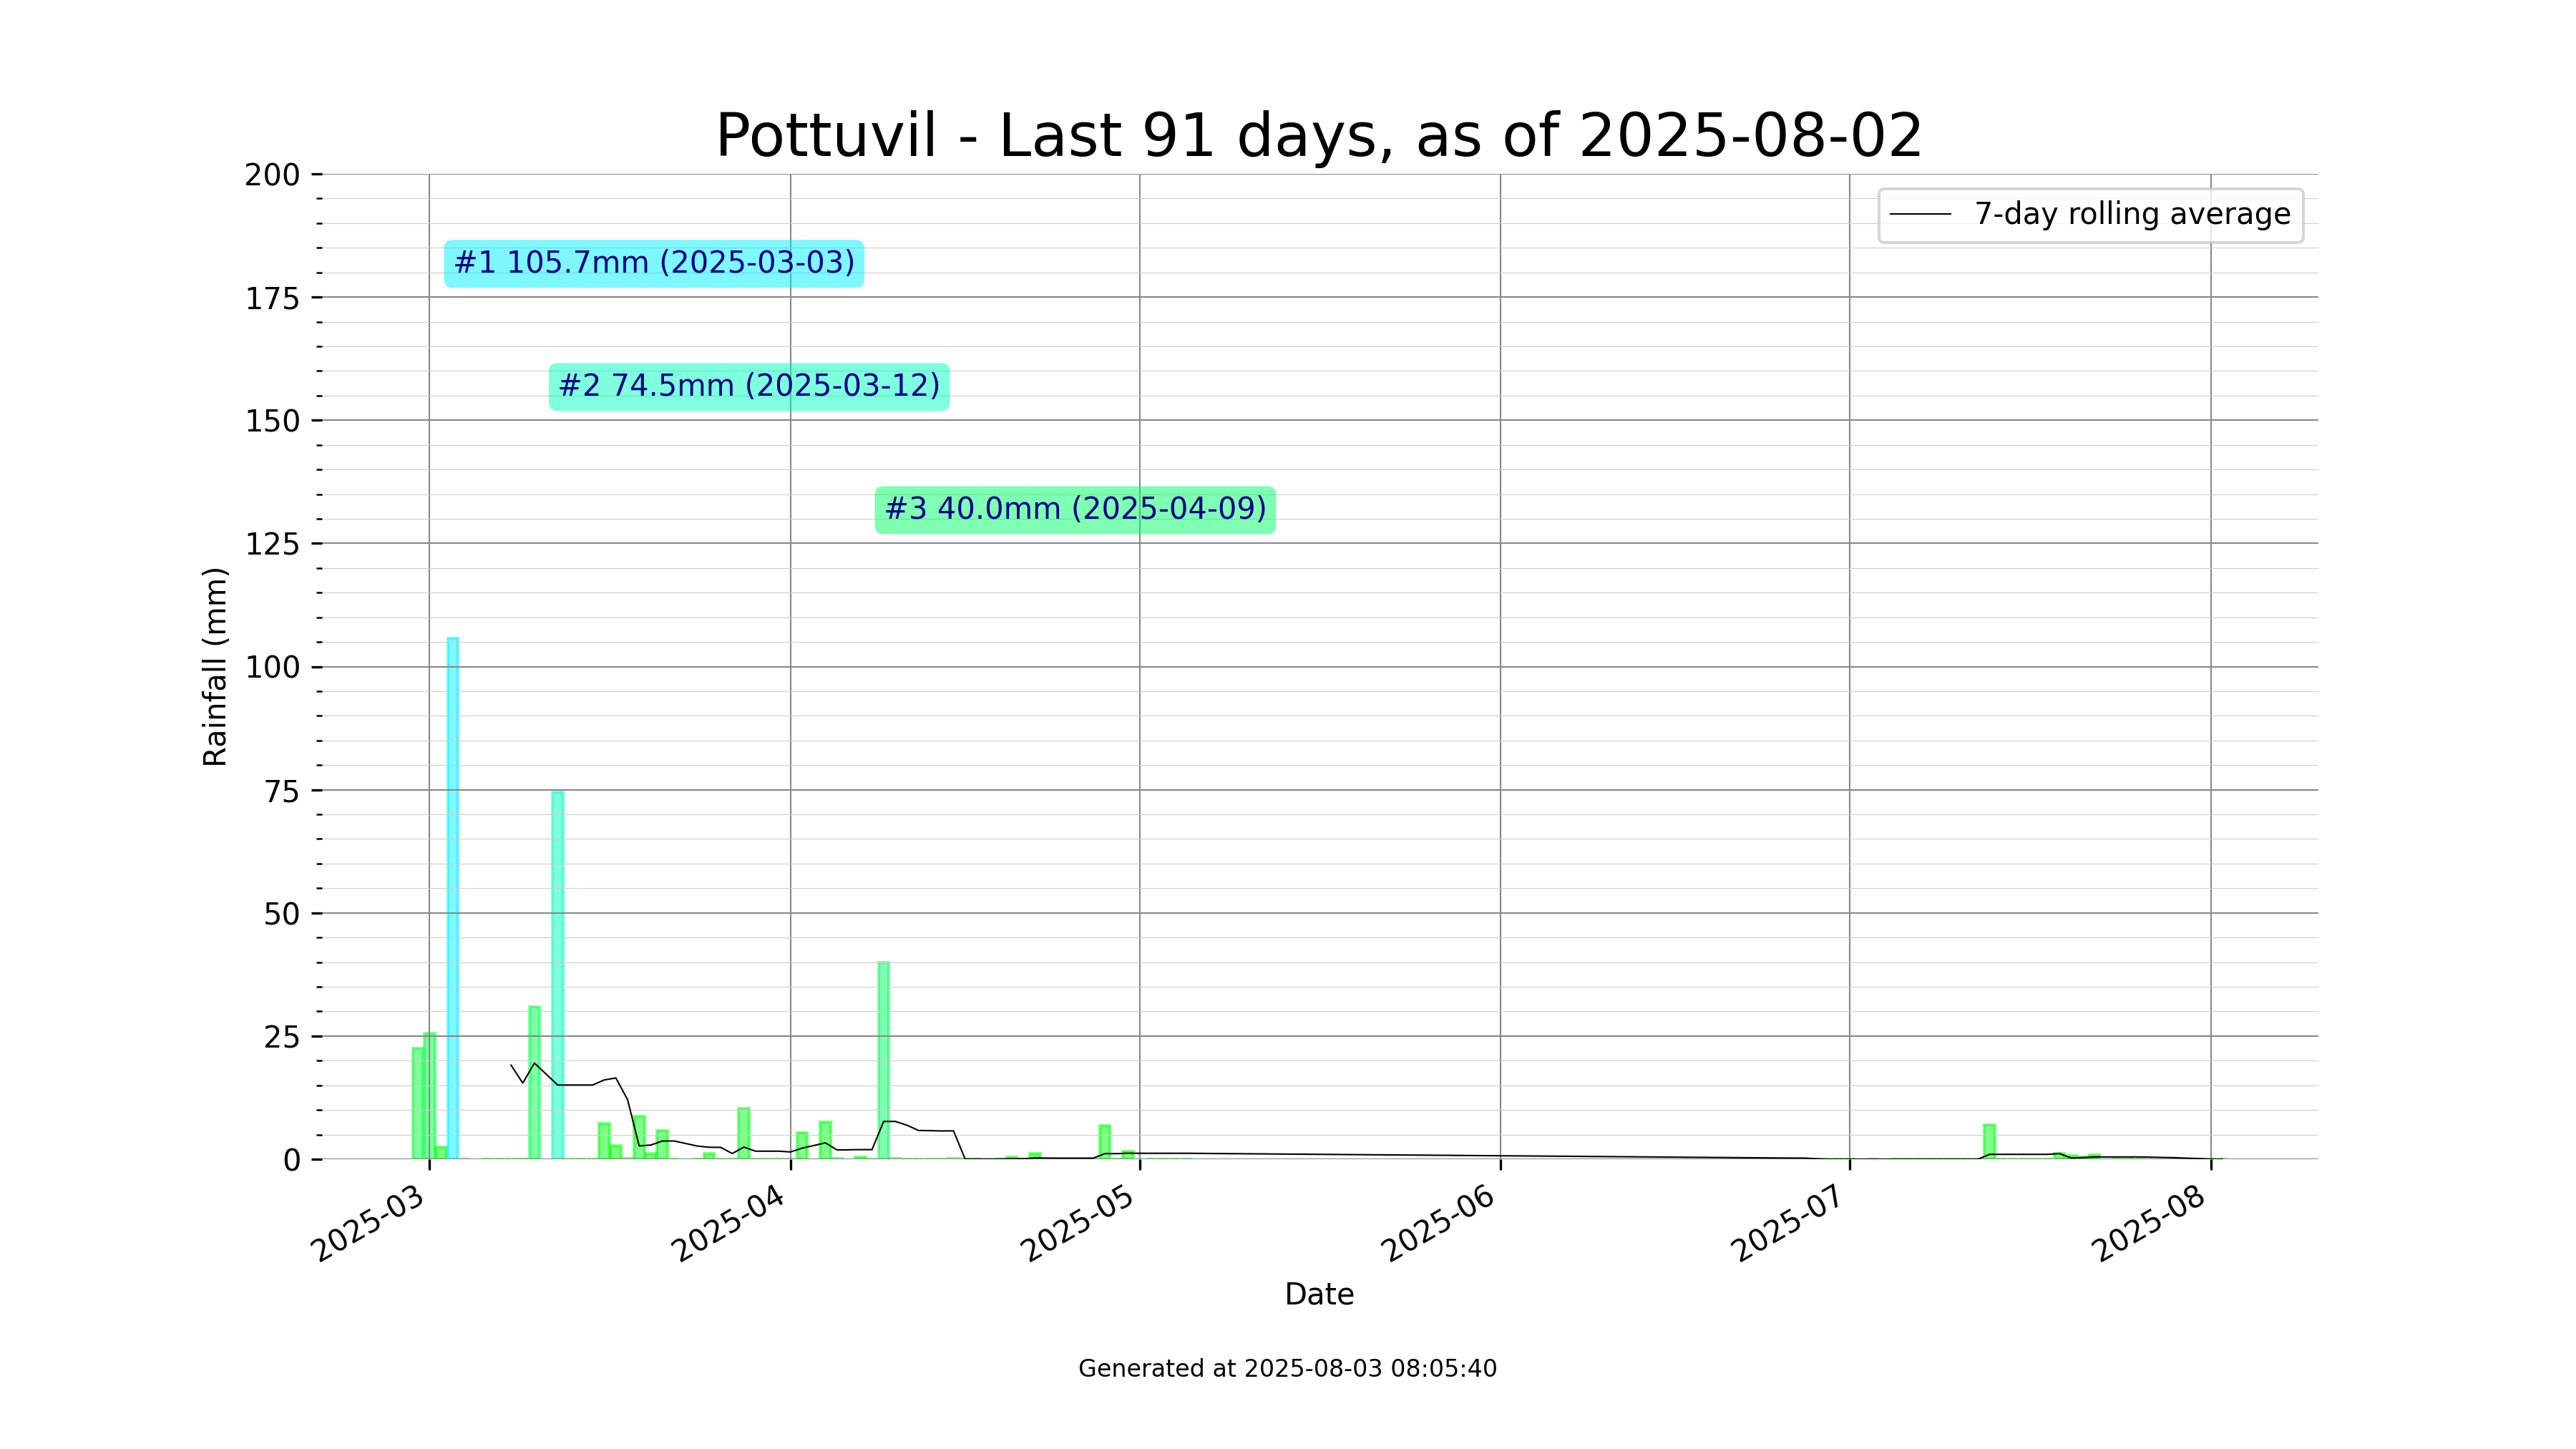 Pottuvil - Last 91 days, as of 2025-08-02
200
175
150
125
100
75
50
25
0
Rainfall (mm)
7-day rolling average
#1 105.7mm (2025-03-03)
#2 74.5mm (2025-03-12)
#3 40.0mm (2025-04-09)
2025-03
2025-04
2025-05
2025-06
2025-07
2025-08
Date
Generated at 2025-08-03 08:05:40